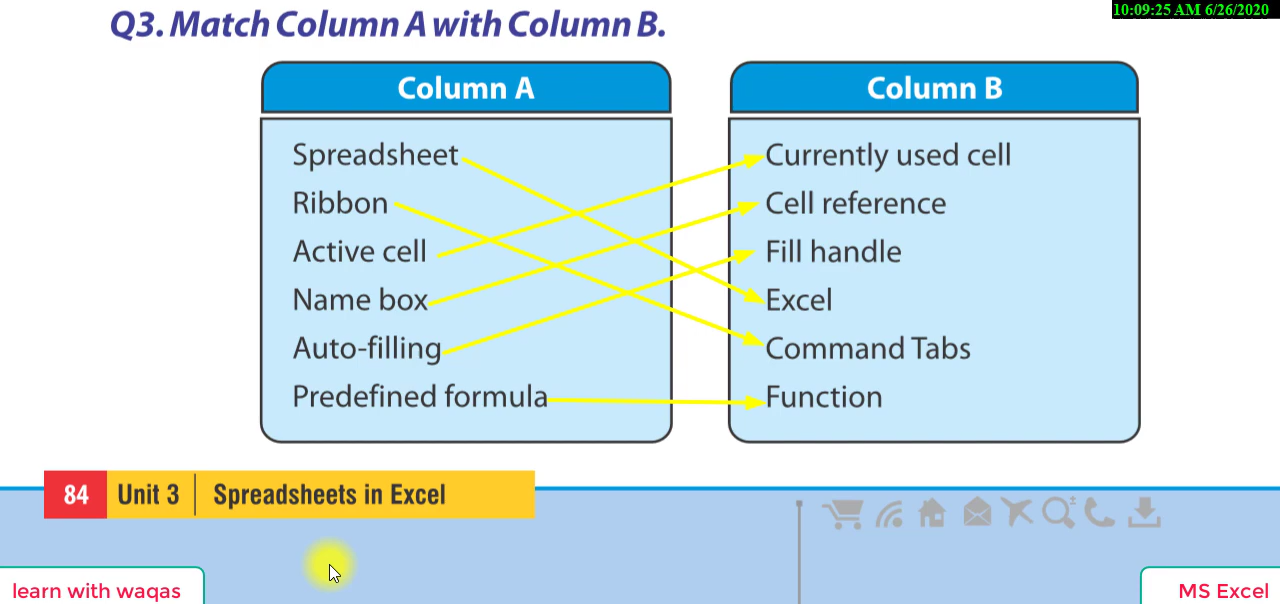 10:09:25 AM 6/26/2020
Q3. Match Column A with Column B.
Column A
Spreadsheet
Ribbon
Active cell
Name box
Auto-filling
Predefined formula
Column B
Currently used cell
Cell reference
Fill handle
Excel
Command Tabs
Function
84 Unit 3 Spreadsheets in Excel
learn with waqas
MS Excel